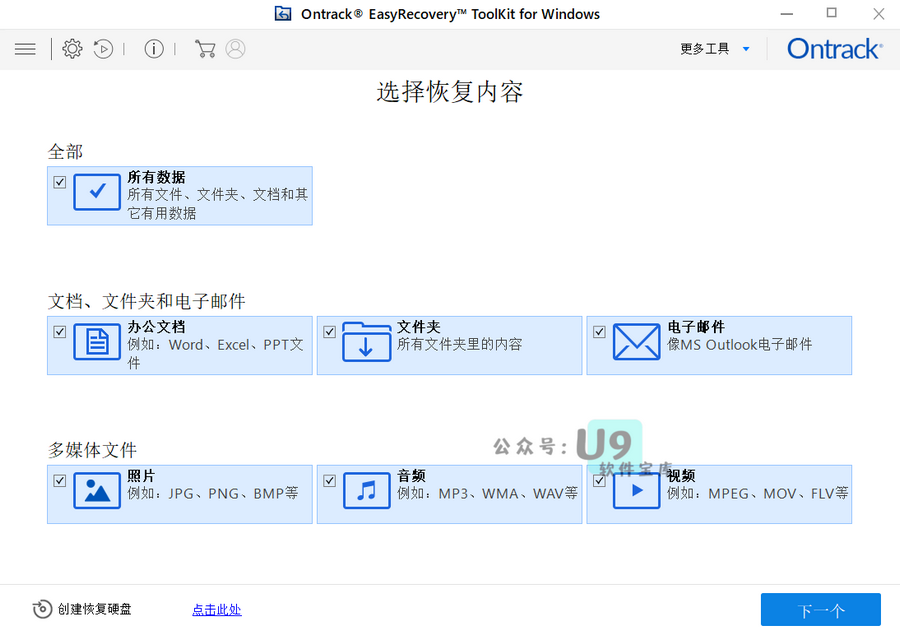 Ontrack® EasyRecovery™ ToolKit for Windows
更多工具
Ontrack®
选择恢复内容
全部
所有数据
所有文件、文件夹、文档和其
它有用数据
文档、文件夹和电子邮件
办公文档
例如：Word、Excel、PPT文
件
文件夹
所有文件夹里的内容
电子邮件
像MS Outlook电子邮件
多媒体文件
公众号：U9
软件宝库
照片
例如：JPG、PNG、BMP等
音频
例如：MP3、WMA、WAV等
视频
例如：MPEG、MOV、FLV等
创建恢复硬盘
点击此处
下一个